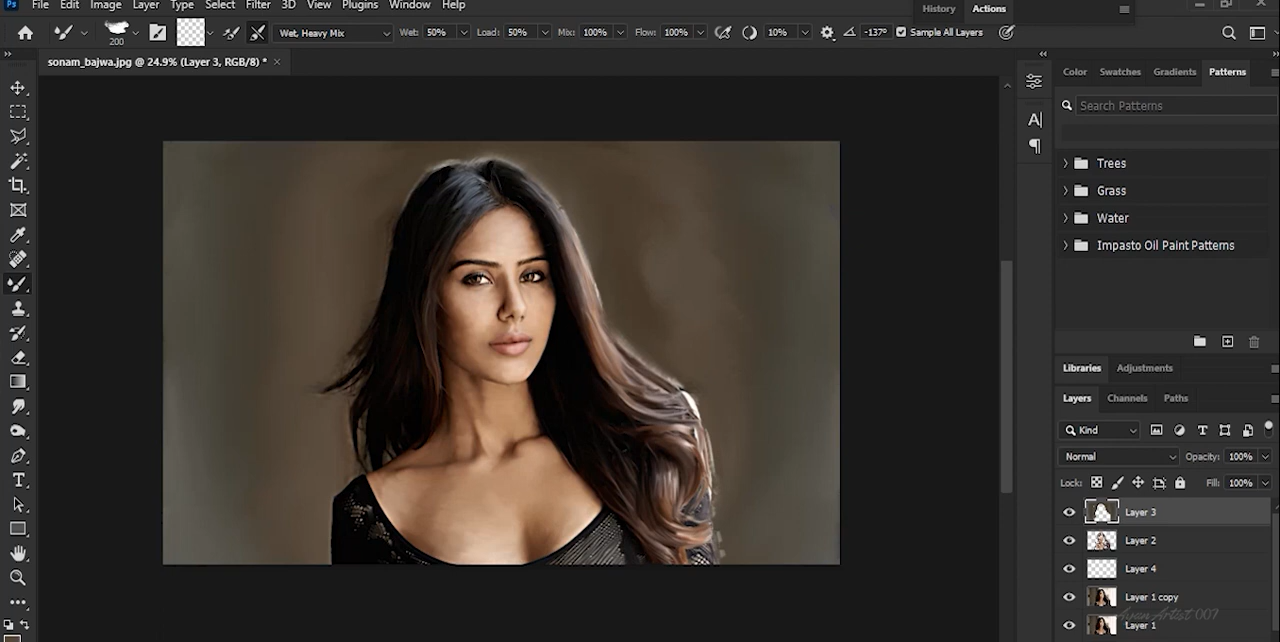 Ps File Edit Image Layer Type Select Filter 3D View Plugins Window Help
History Actions
200 Wet, Heavy Mix Wet: 50% Load: 50% Mix: 100% Flow: 100% 10% -137° Sample All Layers
sonam_bajwa.jpg @ 24.9% (Layer 3, RGB/8) *
Color Swatches Gradients Patterns
Search Patterns
Trees
Grass
Water
Impasto Oil Paint Patterns
Libraries Adjustments
Layers Channels Paths
Kind
Normal Opacity: 100%
Lock: Fill: 100%
Layer 3
Layer 2
Layer 4
Layer 1 copy
Ayan Artist 007
Layer 1